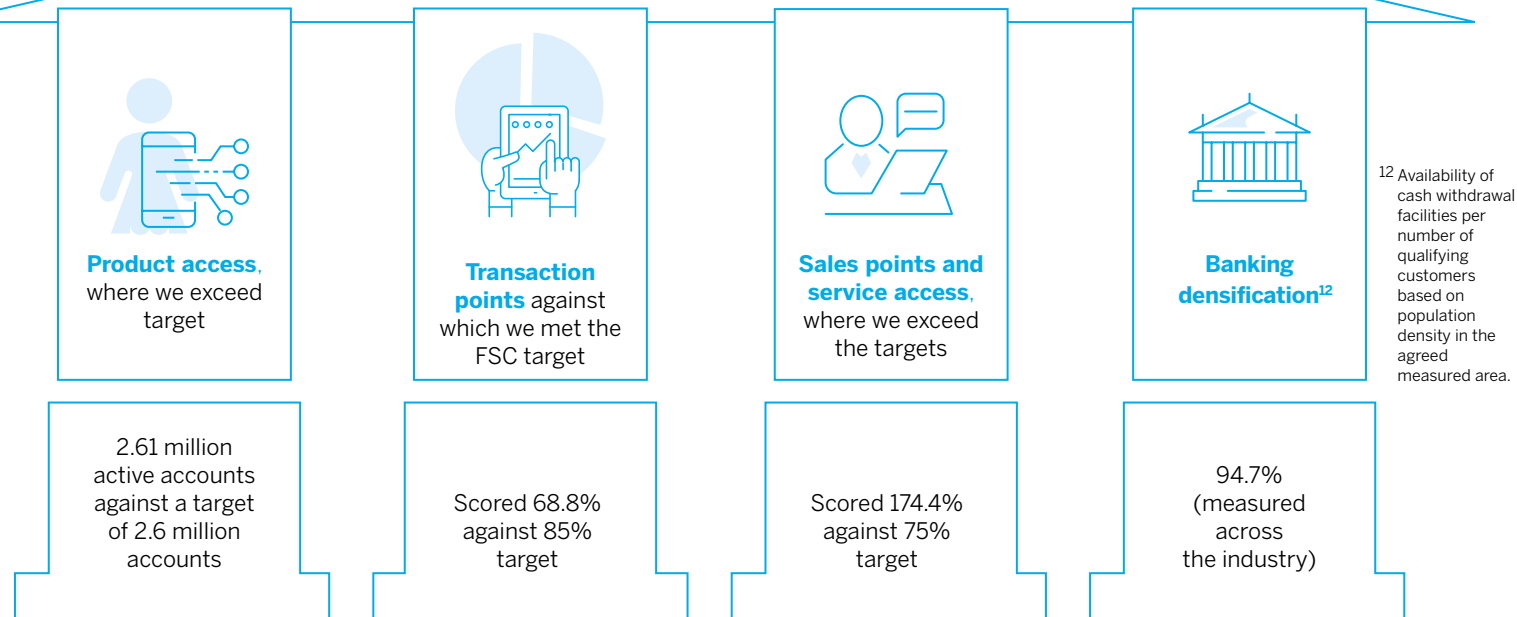 Product access,
where we exceed
target
Transaction
points against
which we met the
FSC target
Sales points and
service access,
where we exceed
the targets
Banking
densification12
12 Availability of
cash withdrawal
facilities per
number of
qualifying
customers
based on
population
density in the
agreed
measured area.
2.61 million
active accounts
against a target
of 2.6 million
accounts
Scored 68.8%
against 85%
target
Scored 174.4%
against 75%
target
94.7%
(measured
across
the industry)